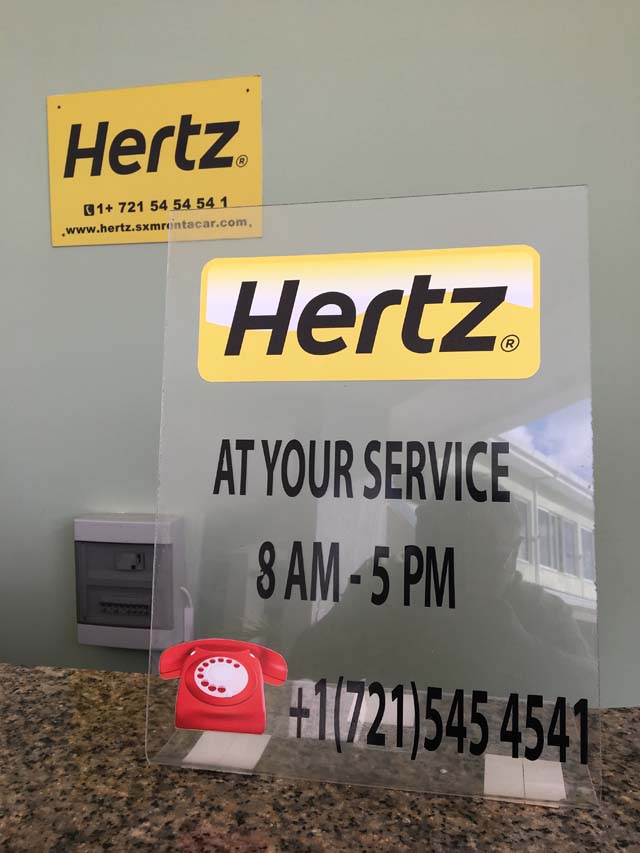 Hertz®
1+ 721 54 54 54 1
www.hertz.sxmrentacar.com
Hertz®
AT YOUR SERVICE
8 AM - 5 PM
+1(721)545 4541